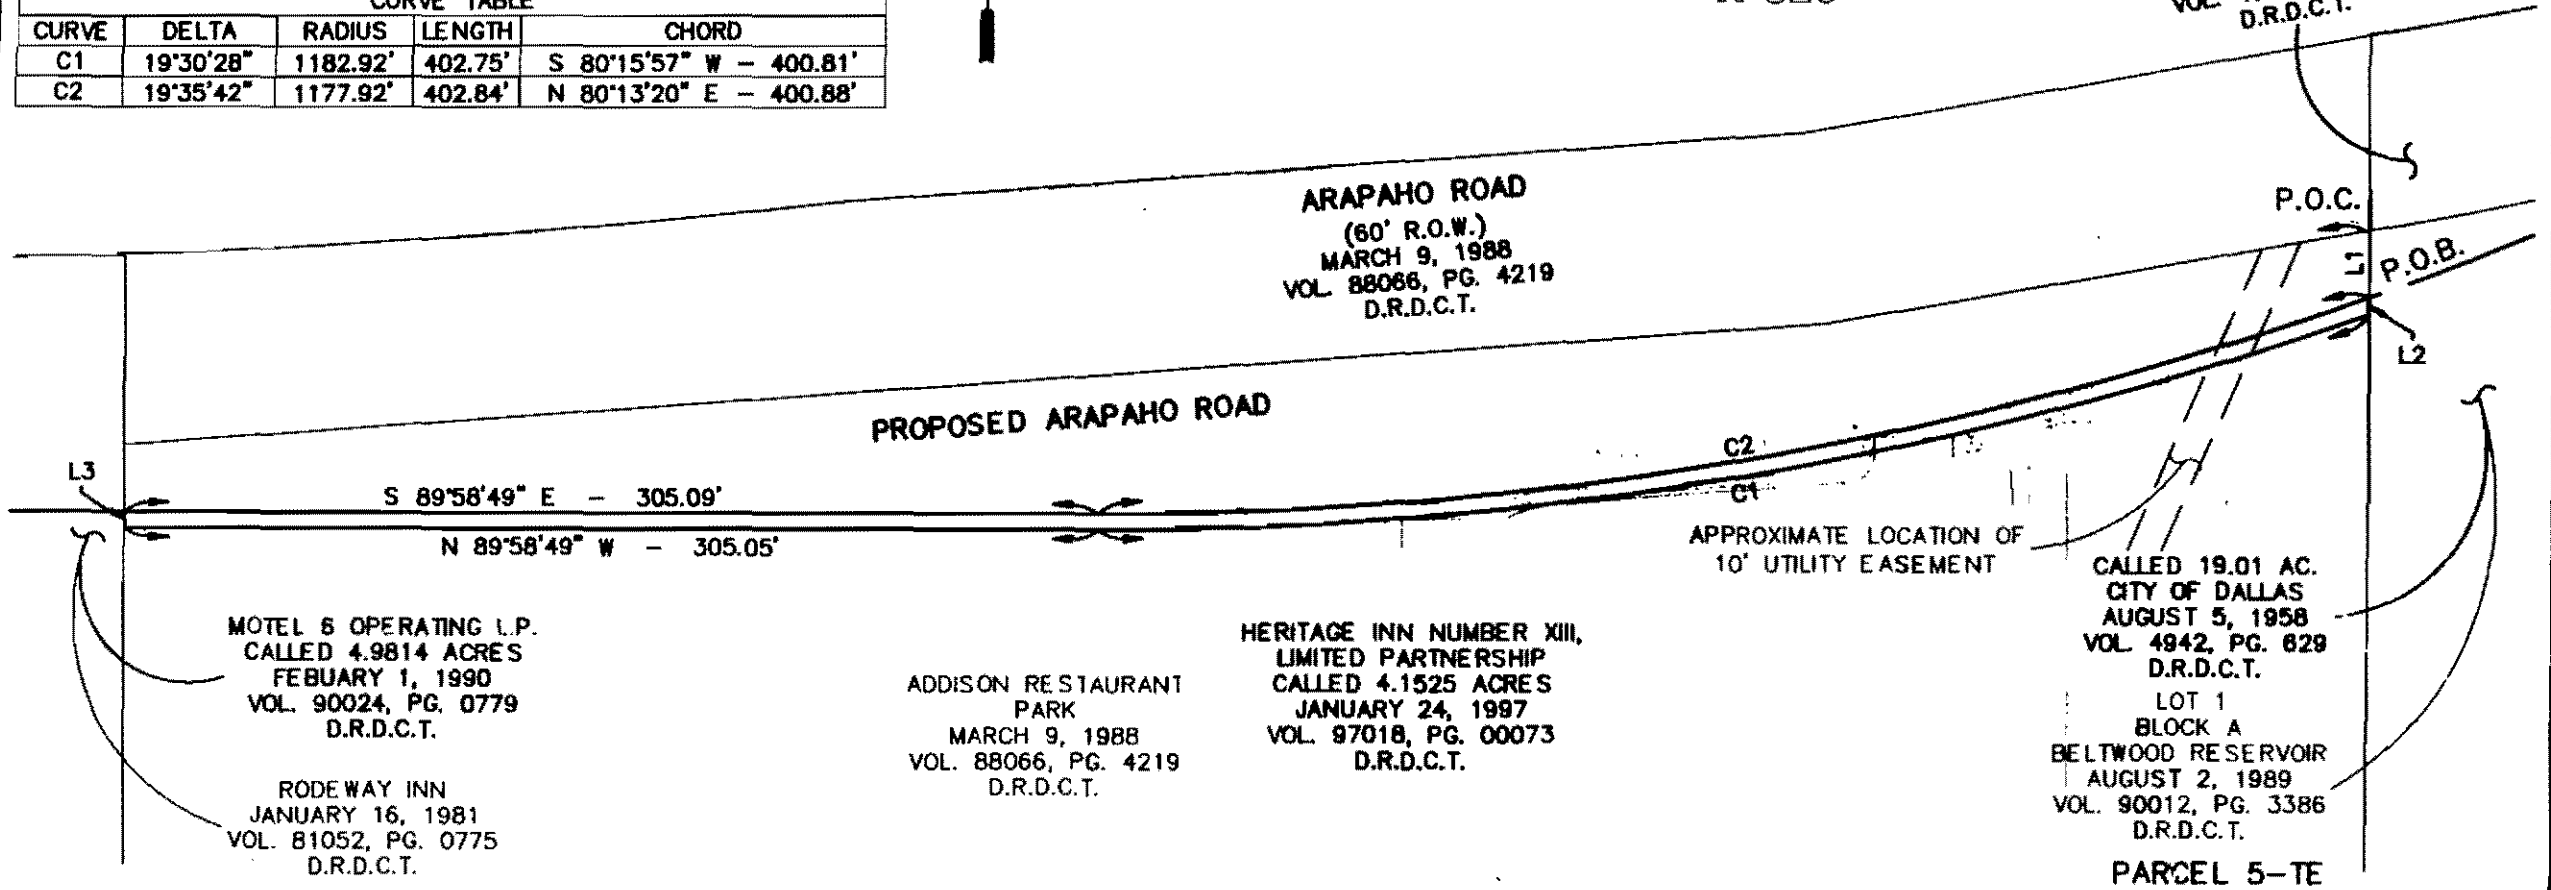 CURVE TABLE
CURVE DELTA RADIUS LENGTH CHORD
C1 19°30'28" 1182.92' 402.75' S 80°15'57" W – 400.81'
C2 19°35'42" 1177.92' 402.84' N 80°13'20" E – 400.88'
VOL.
D.R.D.C.T.
ARAPAHO ROAD
(60' R.O.W.)
MARCH 9, 1988
VOL. 88066, PG. 4219
D.R.D.C.T.
P.O.C.
L1
P.O.B.
L2
PROPOSED ARAPAHO ROAD
L3
S 89°58'49" E – 305.09'
N 89°58'49" W – 305.05'
C2
C1
APPROXIMATE LOCATION OF
10' UTILITY EASEMENT
CALLED 19.01 AC.
CITY OF DALLAS
AUGUST 5, 1958
VOL. 4942, PG. 629
D.R.D.C.T.
LOT 1
BLOCK A
BELTWOOD RESERVOIR
AUGUST 2, 1989
VOL. 90012, PG. 3386
D.R.D.C.T.
MOTEL 6 OPERATING L.P.
CALLED 4.9814 ACRES
FEBUARY 1, 1990
VOL. 90024, PG. 0779
D.R.D.C.T.
RODEWAY INN
JANUARY 16, 1981
VOL. 81052, PG. 0775
D.R.D.C.T.
ADDISON RESTAURANT
PARK
MARCH 9, 1988
VOL. 88066, PG. 4219
D.R.D.C.T.
HERITAGE INN NUMBER XIII,
LIMITED PARTNERSHIP
CALLED 4.1525 ACRES
JANUARY 24, 1997
VOL. 97018, PG. 00073
D.R.D.C.T.
PARCEL 5-TE